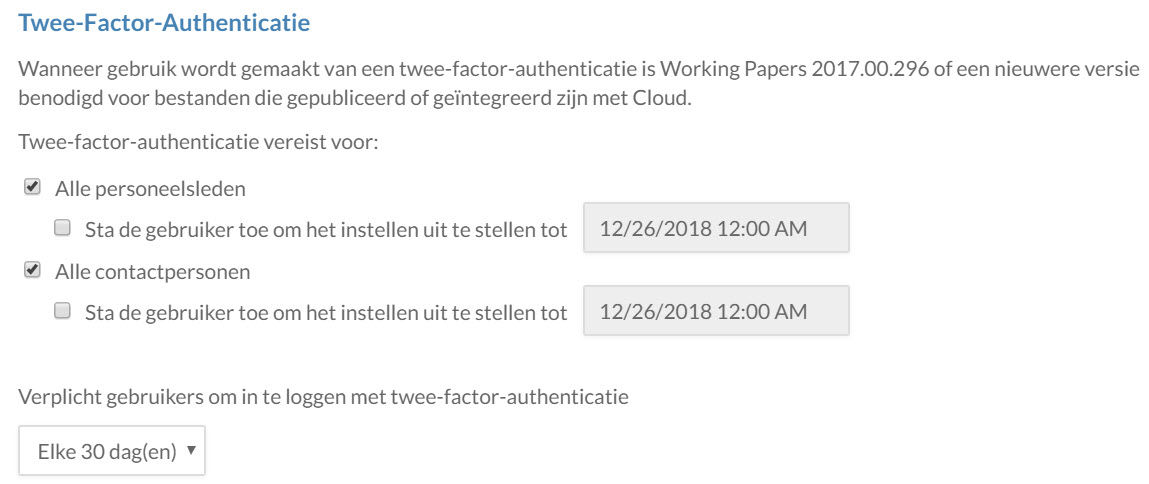 Twee-Factor-Authenticatie
Wanneer gebruik wordt gemaakt van een twee-factor-authenticatie is Working Papers 2017.00.296 of een nieuwere versie
benodigd voor bestanden die gepubliceerd of geïntegreerd zijn met Cloud.
Twee-factor-authenticatie vereist voor:
Alle personeelsleden
Sta de gebruiker toe om het instellen uit te stellen tot 12/26/2018 12:00 AM
Alle contactpersonen
Sta de gebruiker toe om het instellen uit te stellen tot 12/26/2018 12:00 AM
Verplicht gebruikers om in te loggen met twee-factor-authenticatie
Elke 30 dag(en)